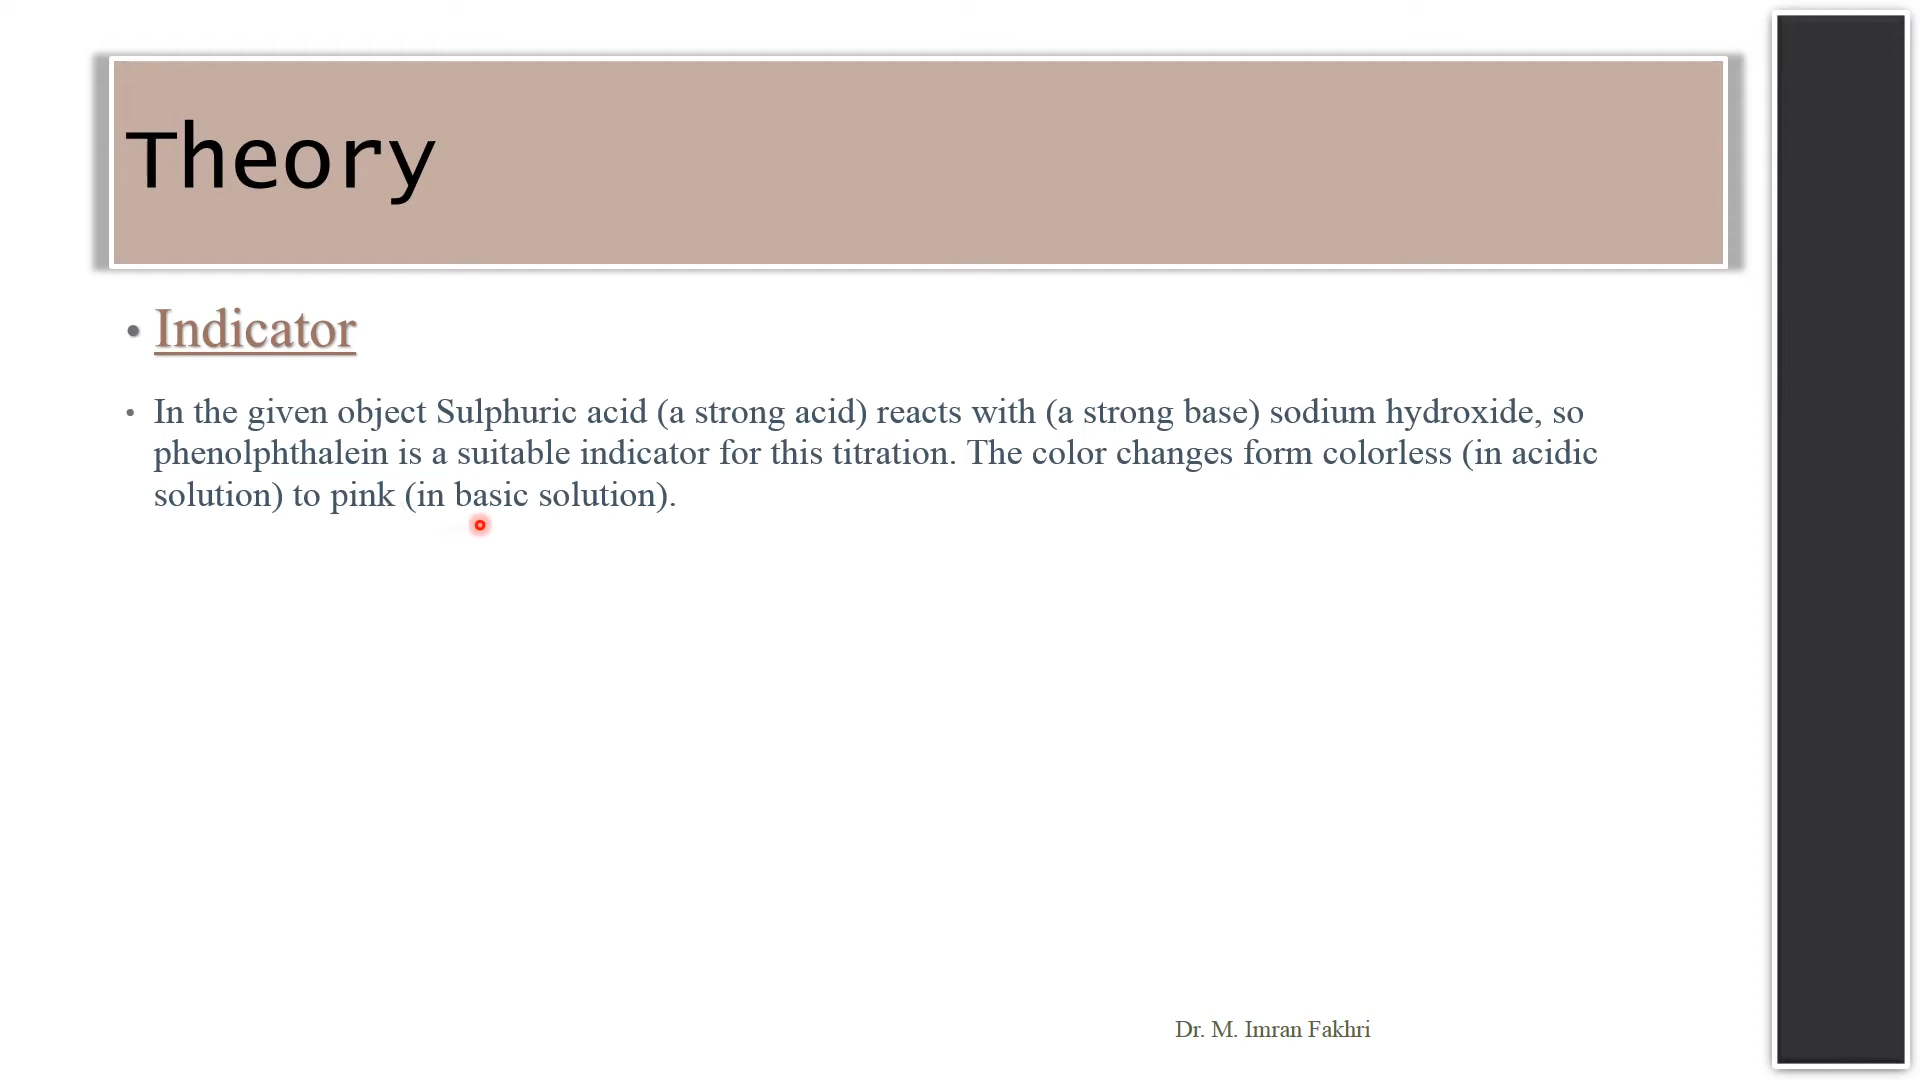 Theory
• Indicator
• In the given object Sulphuric acid (a strong acid) reacts with (a strong base) sodium hydroxide, so
phenolphthalein is a suitable indicator for this titration. The color changes form colorless (in acidic
solution) to pink (in basic solution).
Dr. M. Imran Fakhri